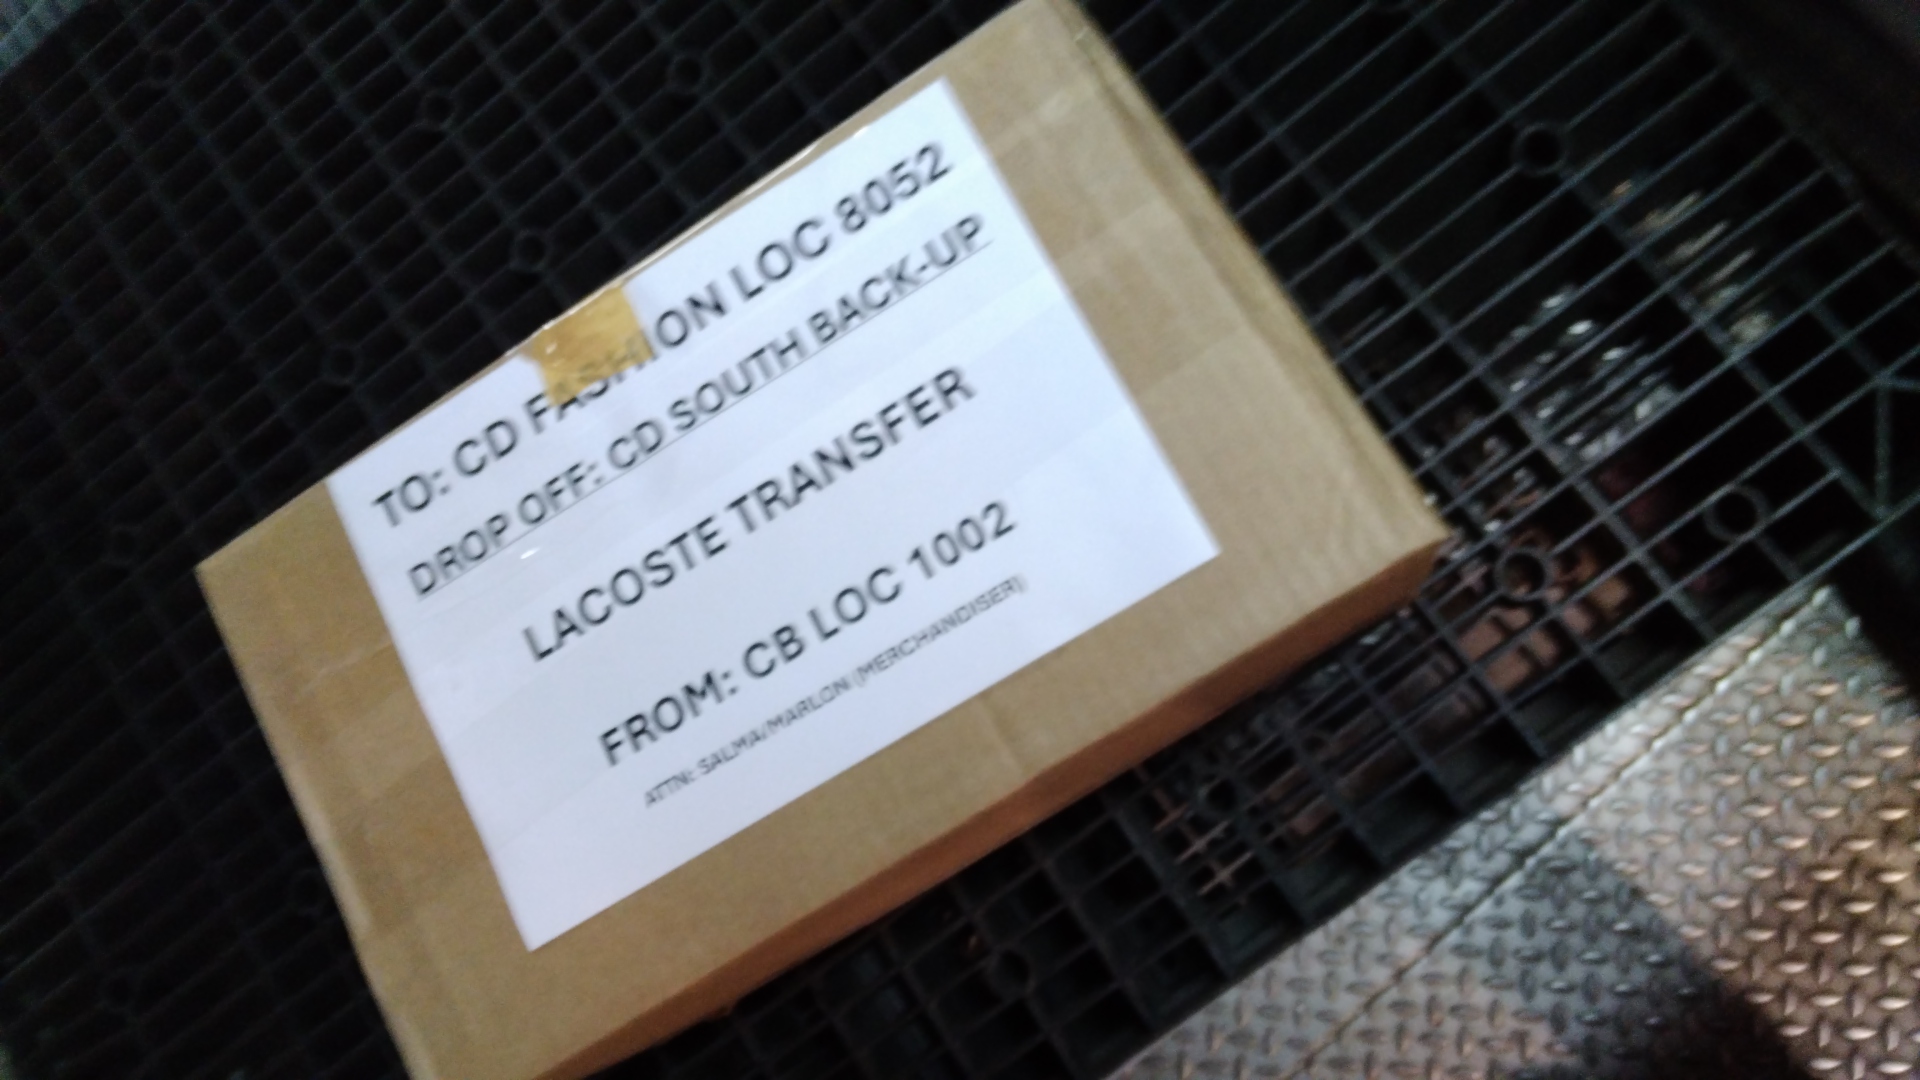 TO: CD FASHION LOC 8052
DROP OFF: CD SOUTH BACK-UP
LACOSTE TRANSFER
FROM: CB LOC 1002
ATTN: SALMA/MARLON (MERCHANDISER)